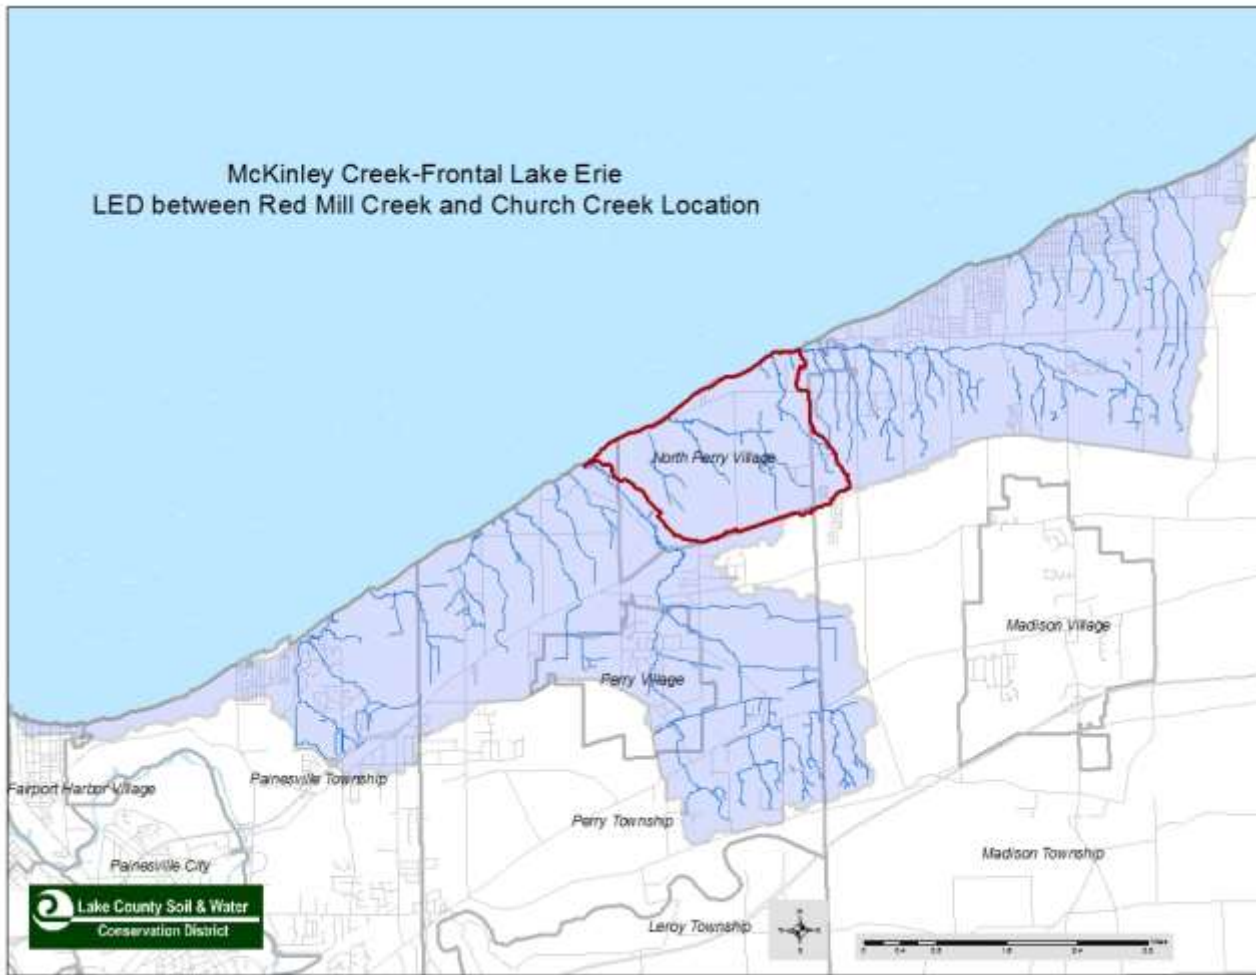 McKinley Creek-Frontal Lake Erie
LED between Red Mill Creek and Church Creek Location
North Perry Village
Madison Village
Perry Village
Painesville Township
Fairport Harbor Village
Perry Township
Painesville City
Madison Township
Leroy Township
Lake County Soil & Water
Conservation District